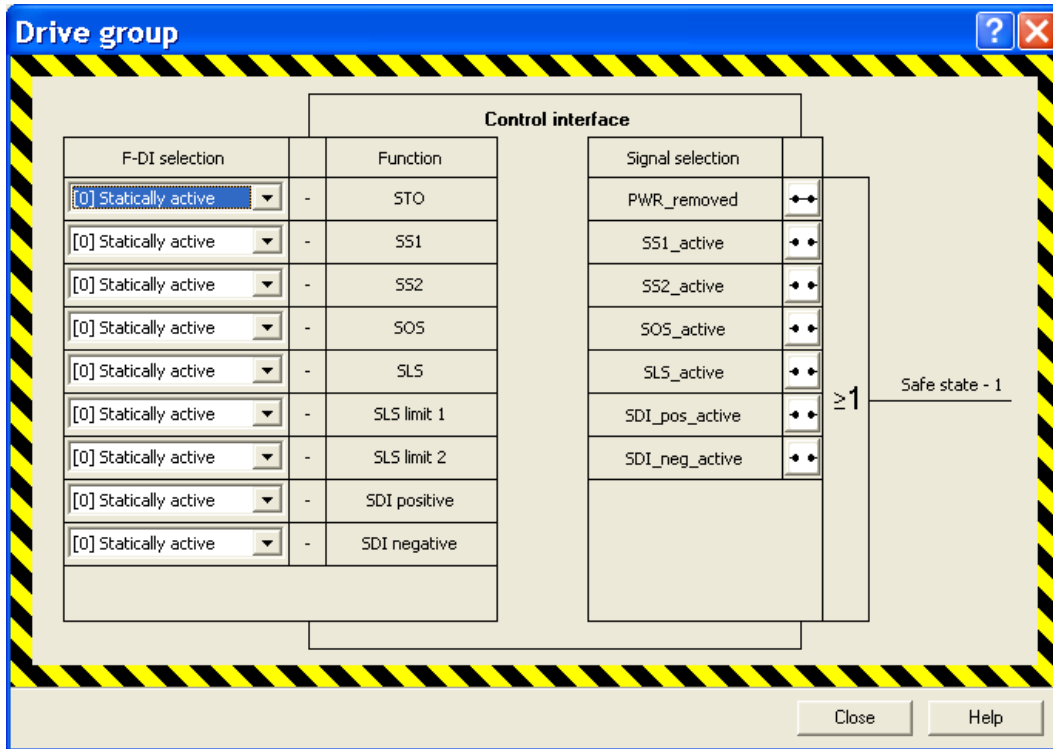 Drive group
Control interface
F-DI selection Function Signal selection
[0] Statically active - STO PWR_removed
[0] Statically active - SS1 SS1_active
[0] Statically active - SS2 SS2_active
[0] Statically active - SOS SOS_active
[0] Statically active - SLS SLS_active
≥1 Safe state - 1
[0] Statically active - SLS limit 1 SDI_pos_active
[0] Statically active - SLS limit 2 SDI_neg_active
[0] Statically active - SDI positive
[0] Statically active - SDI negative
Close Help